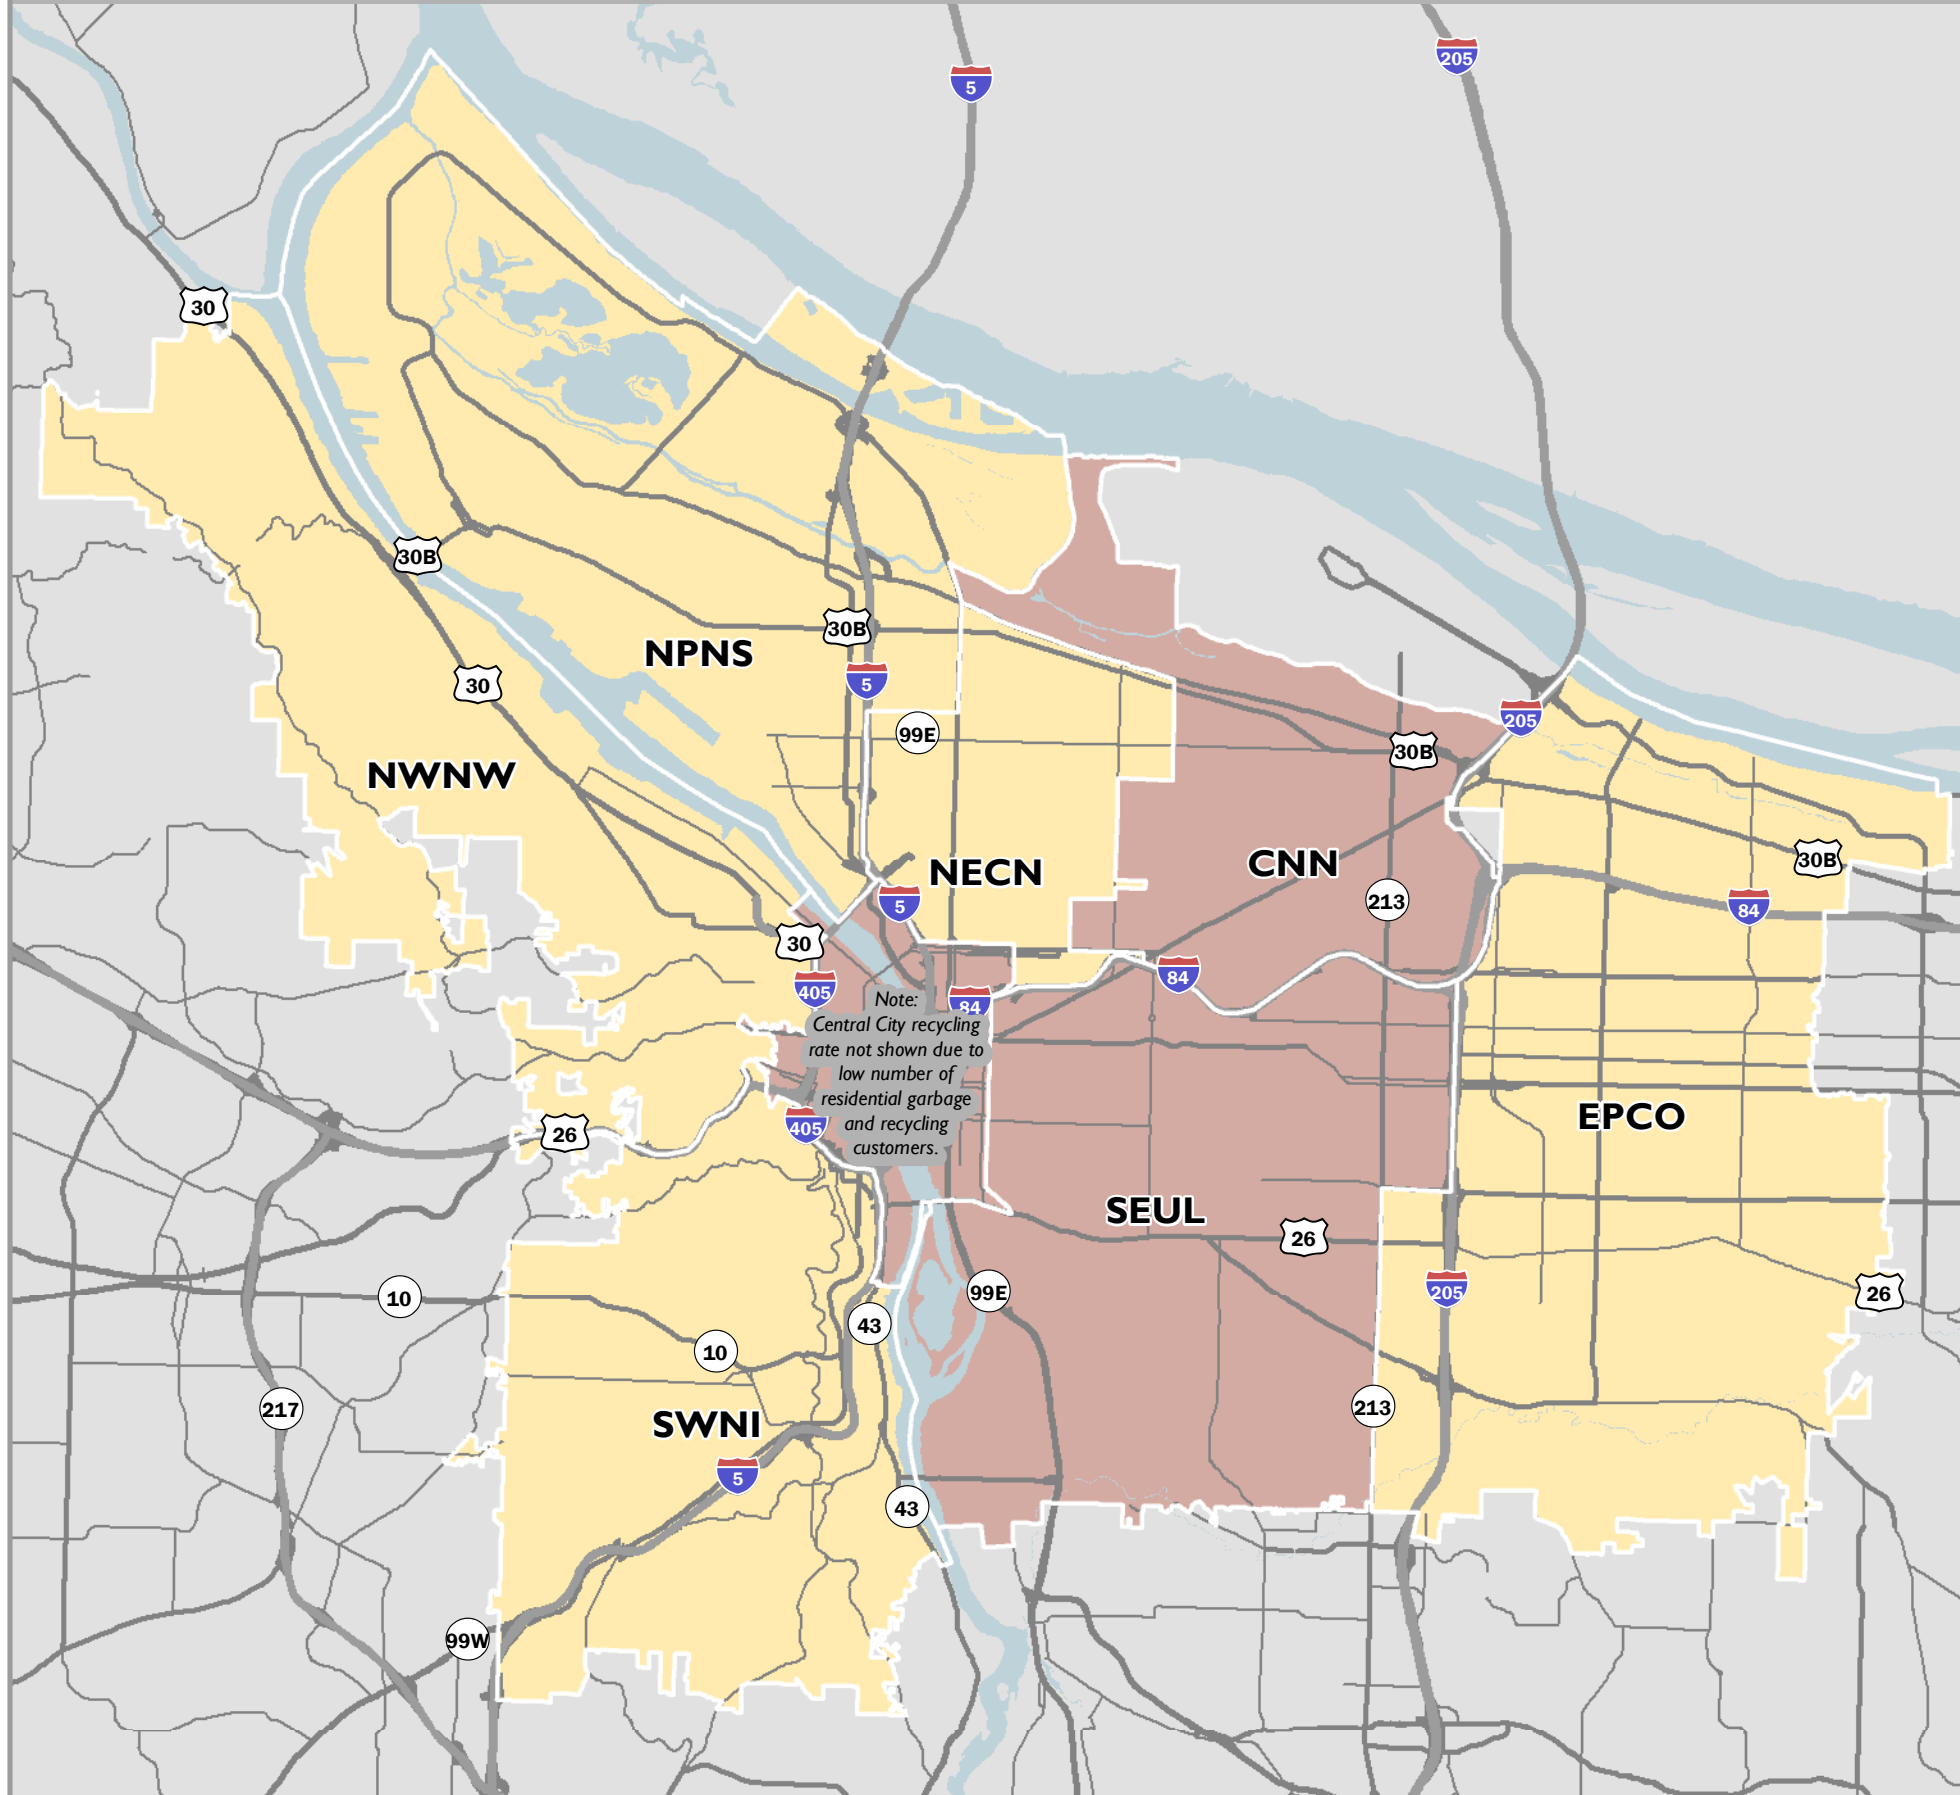 205
5
30
30B
30B
NPNS
30
5
205
99E
30B
NWNW
30B
CNN
NECN
213
5
84
30
84
405
84
Note:
Central City recycling
rate not shown due to
low number of
residential garbage
and recycling
customers.
EPCO
405
26
SEUL
26
205
99E
26
10
43
10
213
217
SWNI
5
43
99W